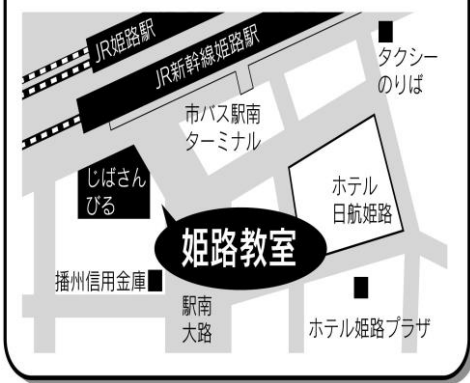 JR姫路駅
JR新幹線姫路駅
タクシー
のりば
市バス駅南
ターミナル
じばさん
びる
ホテル
日航姫路
姫路教室
播州信用金庫
駅南
大路
ホテル姫路プラザ